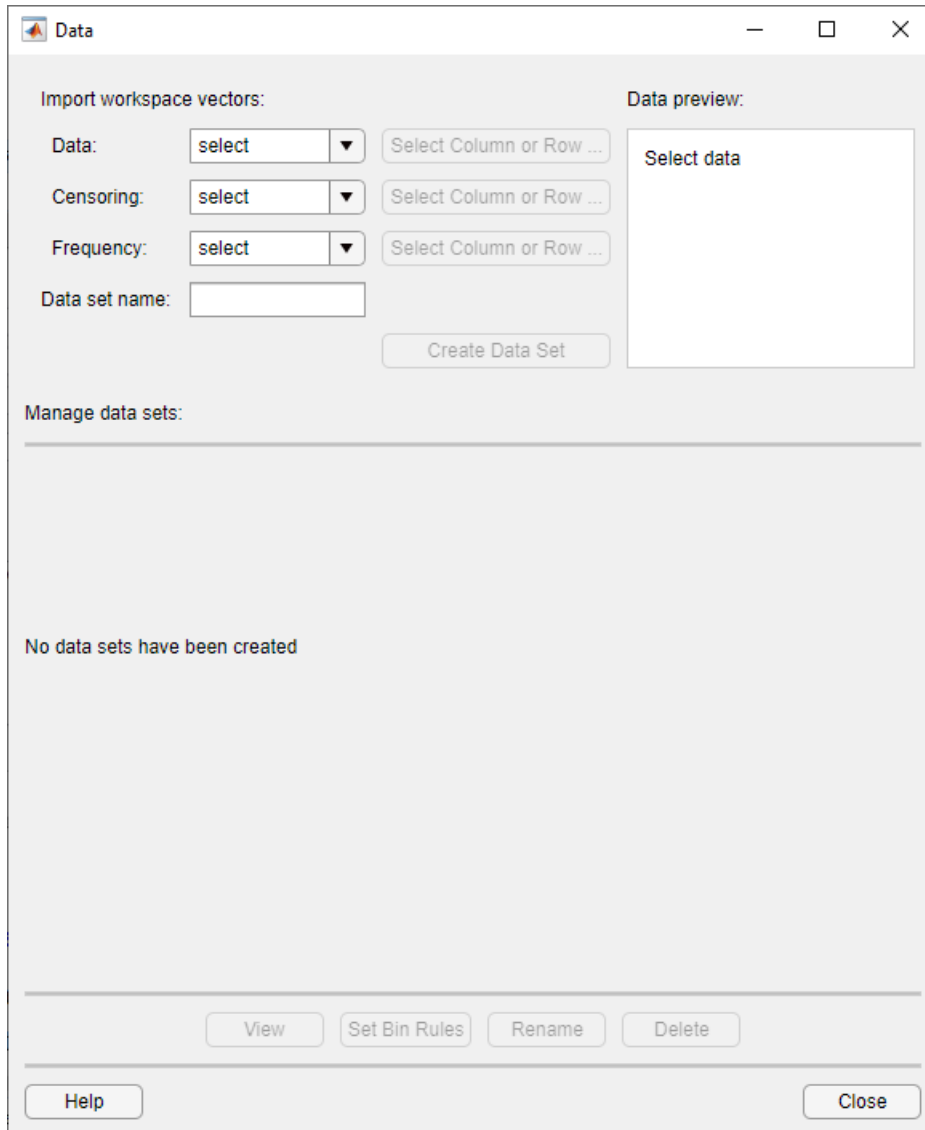 Data
Import workspace vectors:
Data preview:
Data: select Select Column or Row ...
Select data
Censoring: select Select Column or Row ...
Frequency: select Select Column or Row ...
Data set name:
Create Data Set
Manage data sets:
No data sets have been created
View Set Bin Rules Rename Delete
Help Close